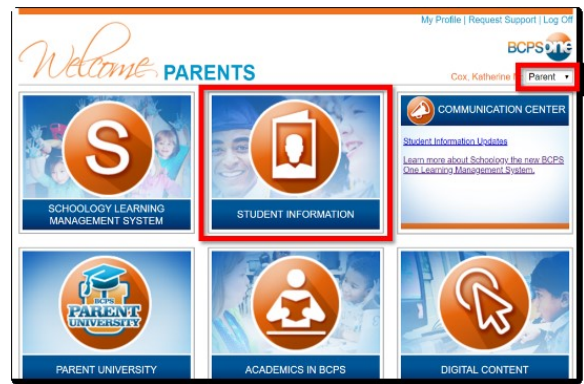 My Profile | Request Support | Log Off
Welcome PARENTS
BCPSone
Cox, Katherine
Parent
S
SCHOOLOGY LEARNING
MANAGEMENT SYSTEM
STUDENT INFORMATION
COMMUNICATION CENTER
Student Information Updates
Learn more about Schoology the new BCPS
One Learning Management System.
BCPS
PARENT
UNIVERSITY
PARENT UNIVERSITY
ACADEMICS IN BCPS
DIGITAL CONTENT